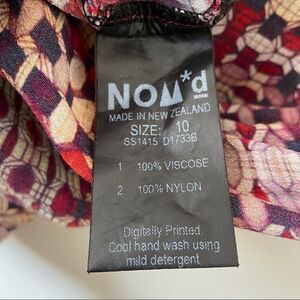 NOM*d
MADE IN NEW ZEALAND
SIZE: 10
SS1415 D1733B
1 100% VISCOSE
2 100% NYLON
Digitally Printed.
Cool hand wash using
mild detergent